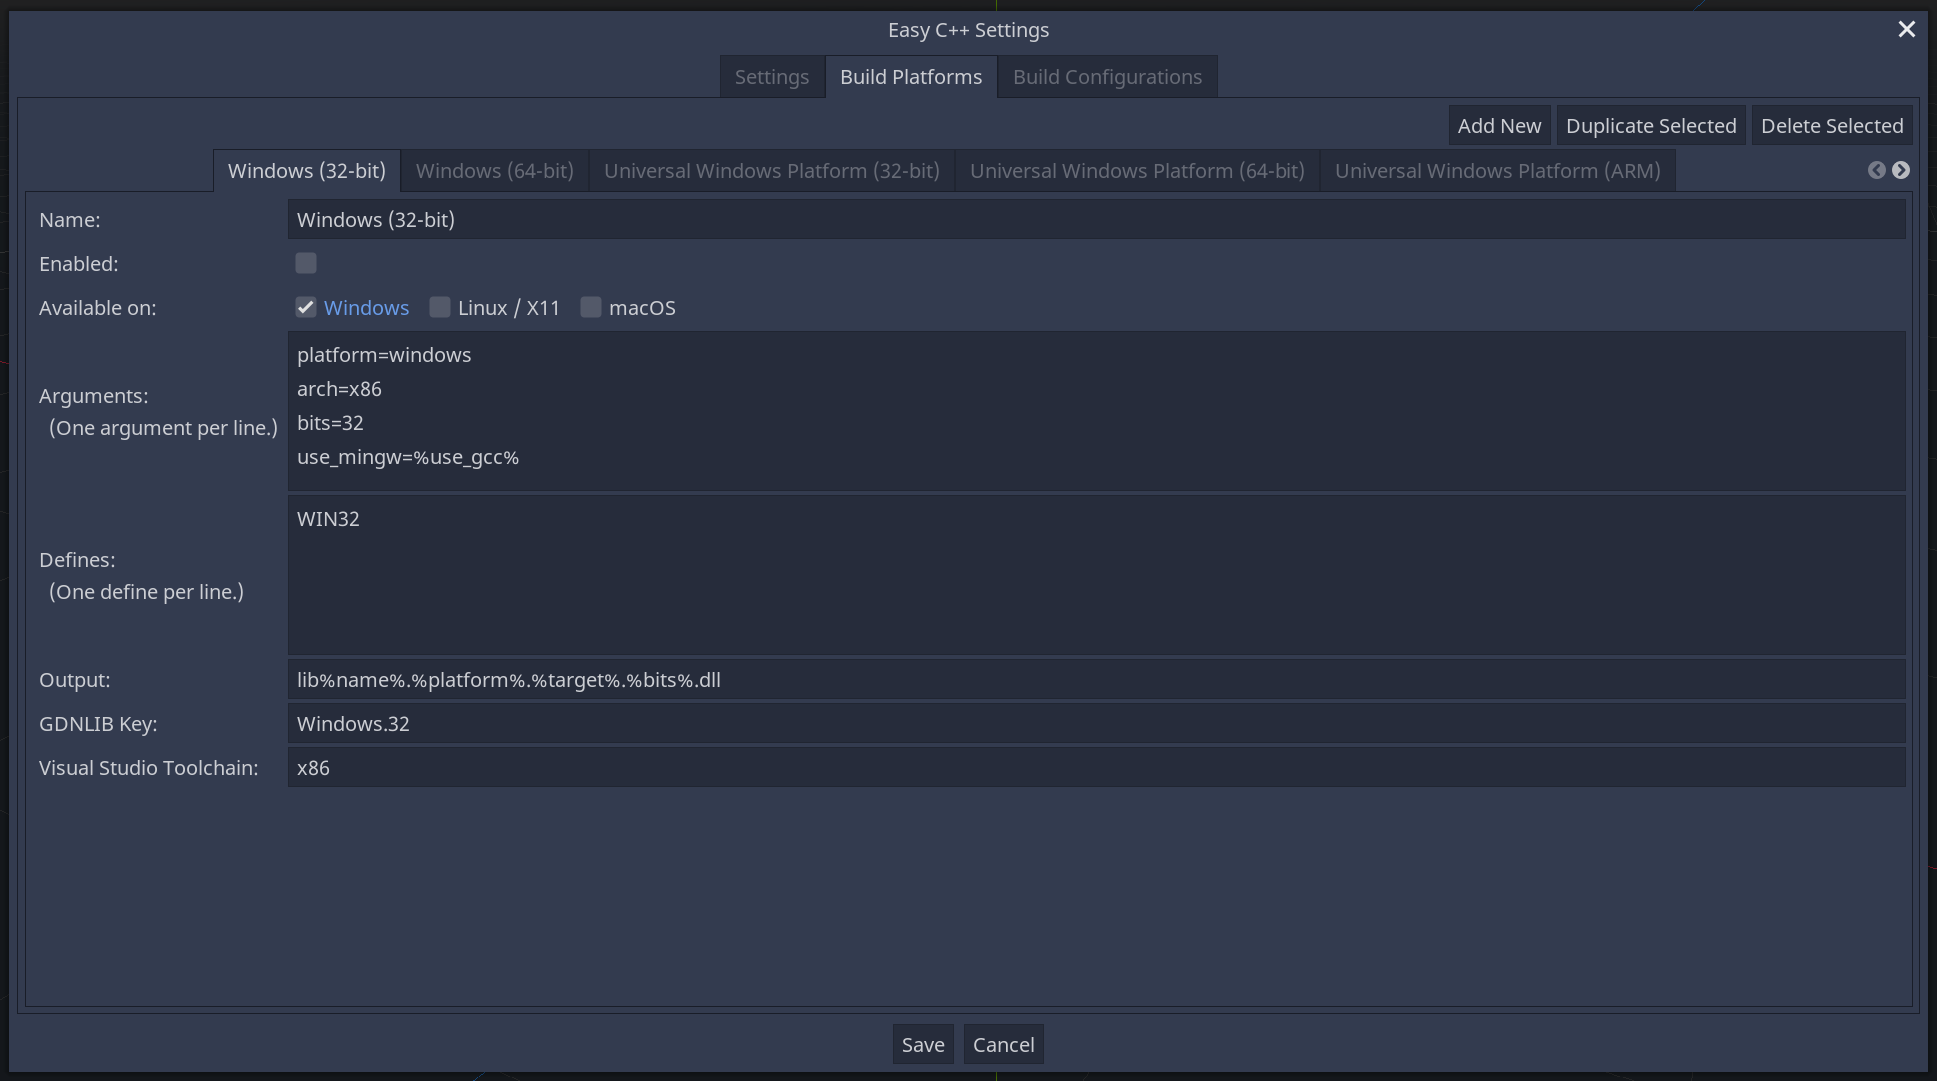 Easy C++ Settings
Settings Build Platforms Build Configurations
Add New Duplicate Selected Delete Selected
Windows (32-bit) Windows (64-bit) Universal Windows Platform (32-bit) Universal Windows Platform (64-bit) Universal Windows Platform (ARM)
Name: Windows (32-bit)
Enabled:
Available on: Windows Linux / X11 macOS
Arguments:
(One argument per line.)
platform=windows
arch=x86
bits=32
use_mingw=%use_gcc%
Defines:
(One define per line.)
WIN32
Output: lib%name%.%platform%.%target%.%bits%.dll
GDNLIB Key: Windows.32
Visual Studio Toolchain: x86
Save Cancel